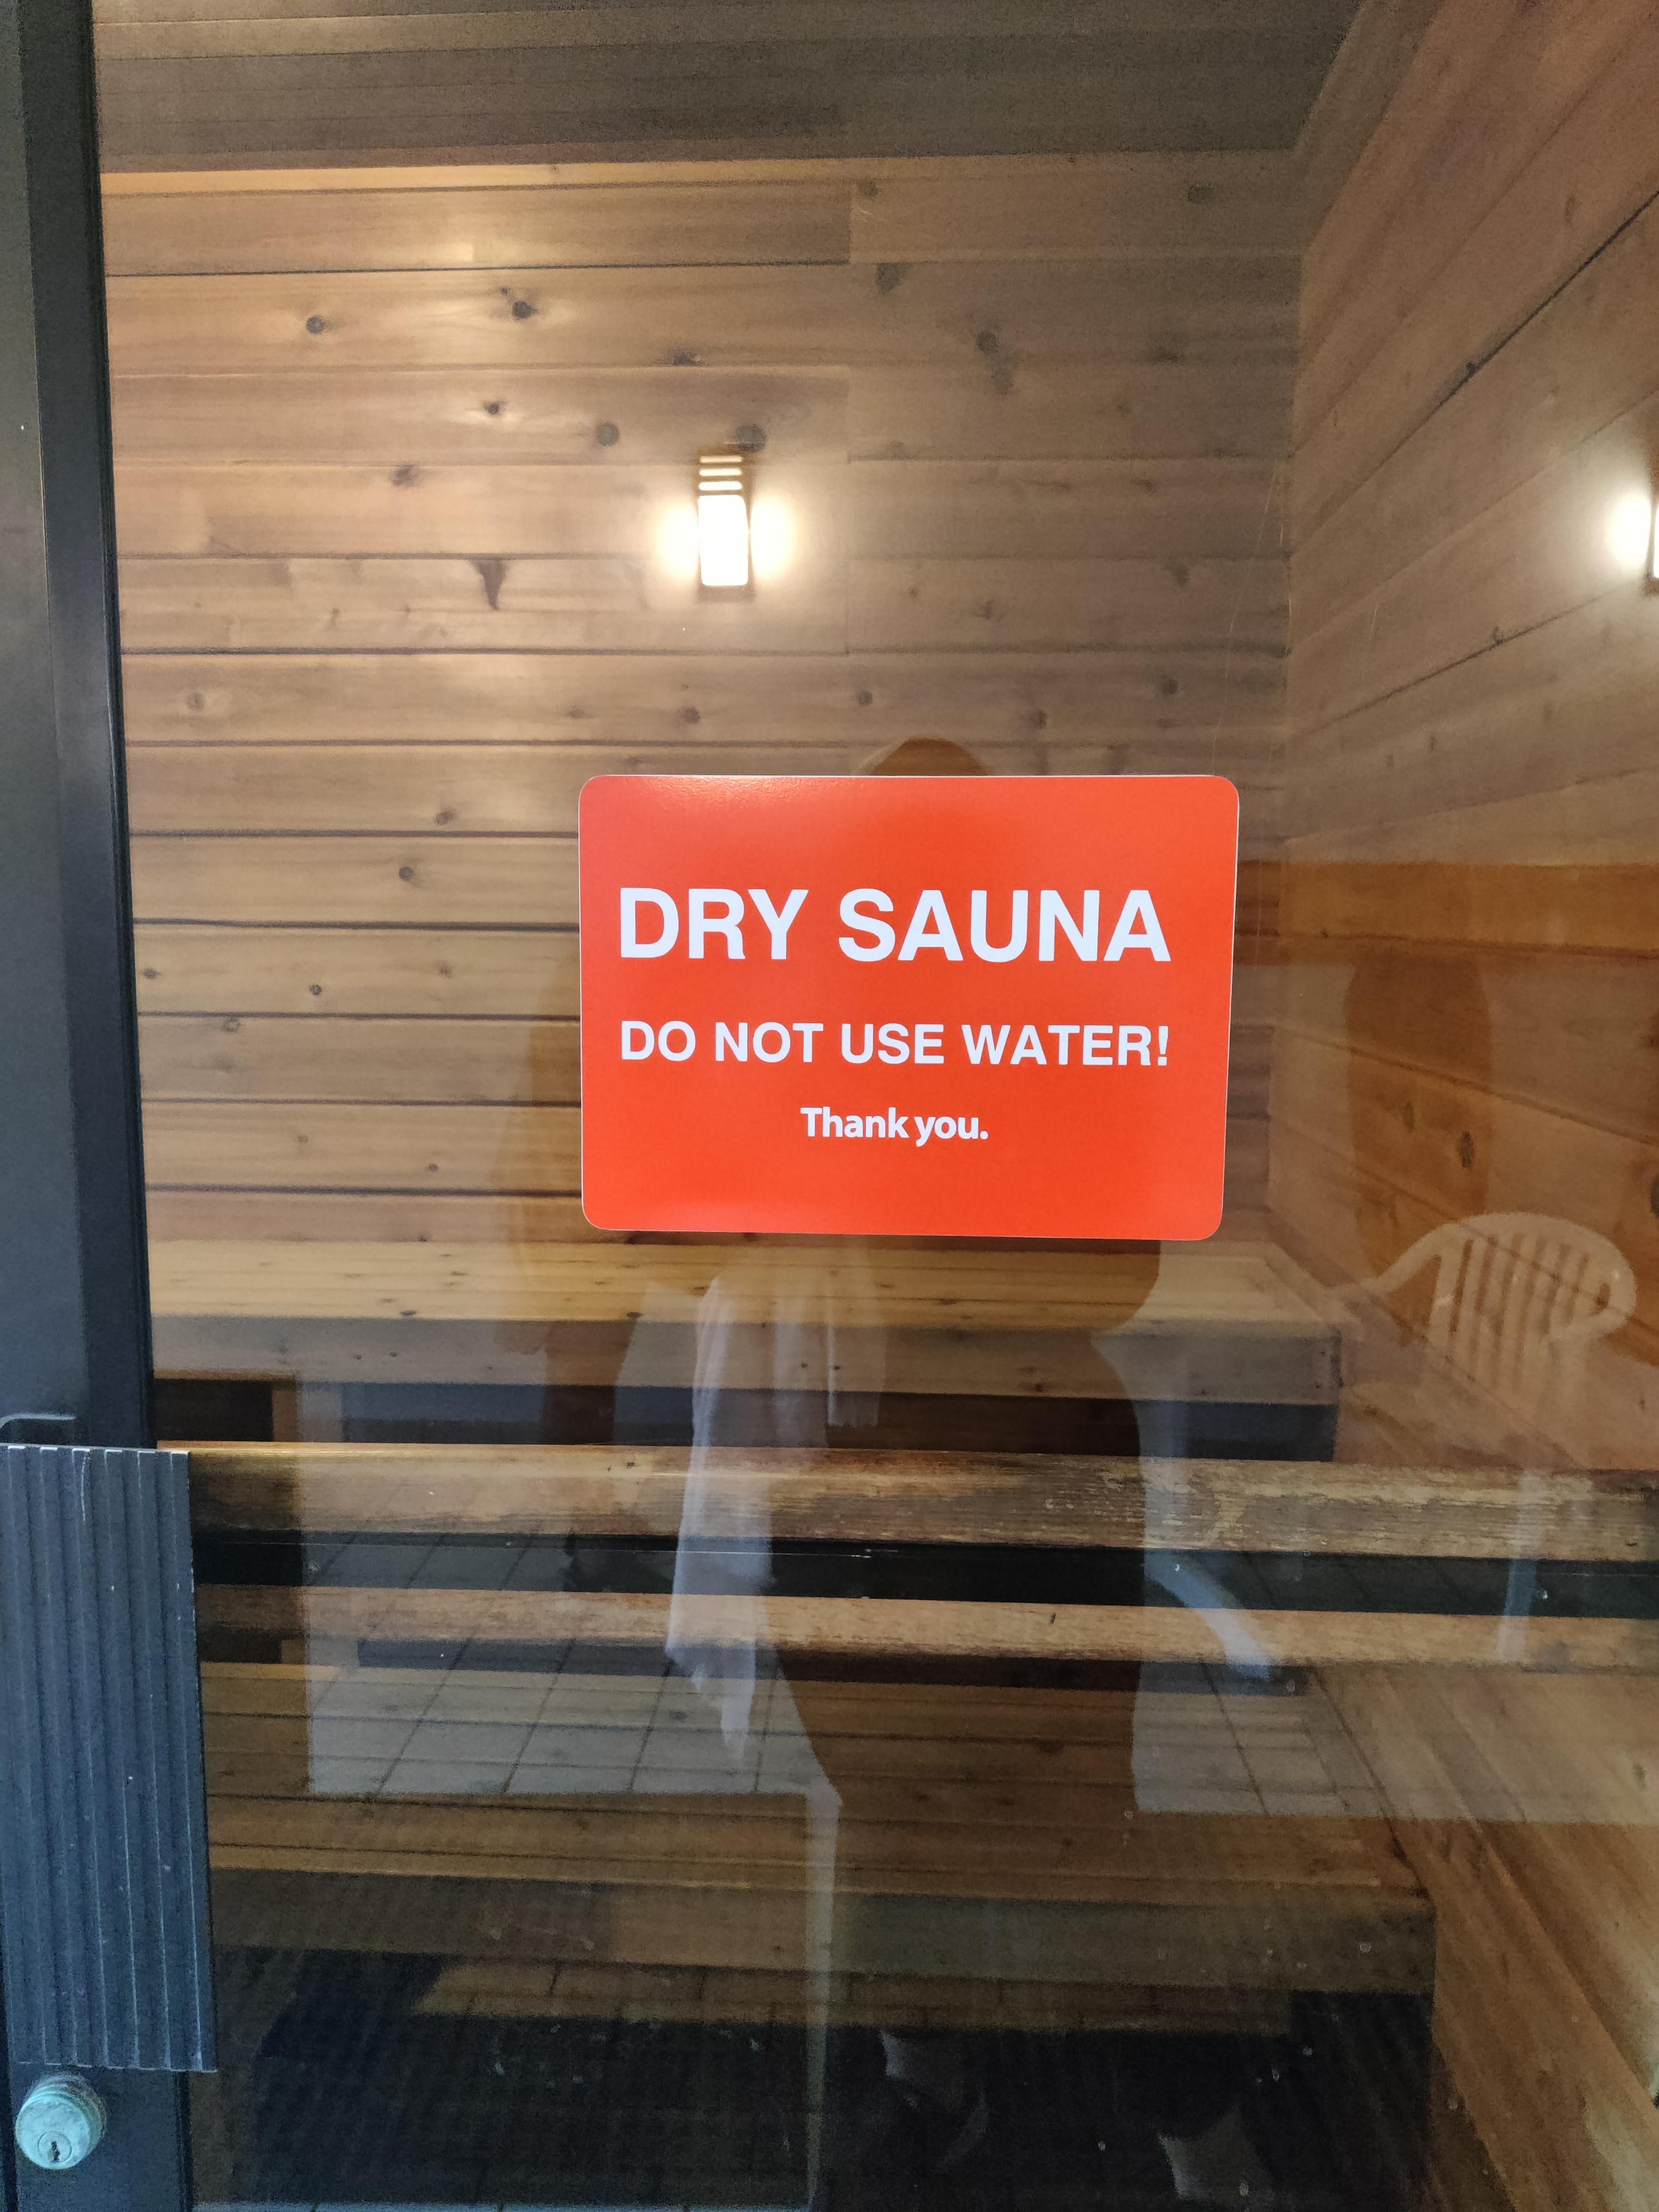 DRY SAUNA
DO NOT USE WATER!
Thank you.